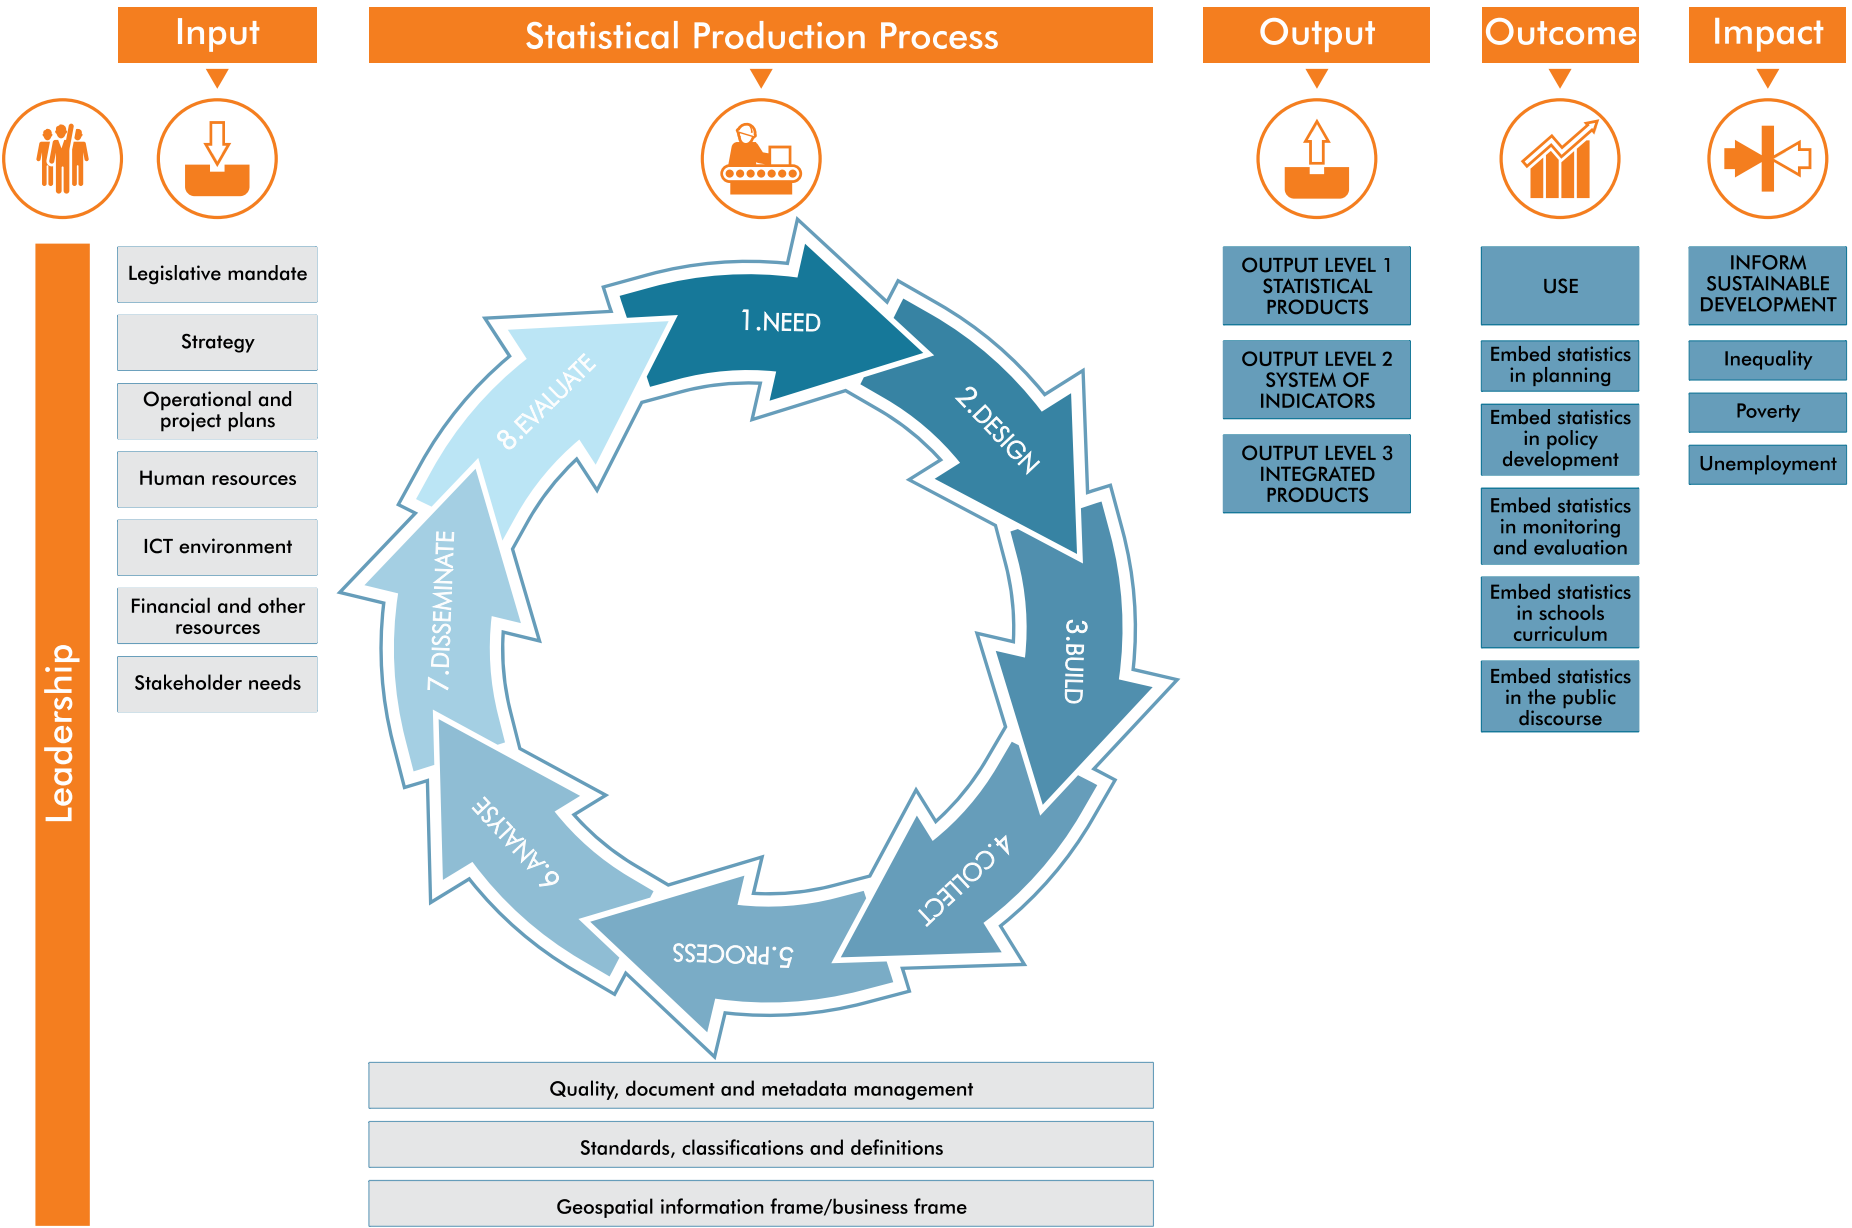 Input
Statistical Production Process
Output
Outcome
Impact
Leadership
Legislative mandate
Strategy
Operational and
project plans
Human resources
ICT environment
Financial and other
resources
Stakeholder needs
1.NEED
2.DESIGN
3.BUILD
4.COLLECT
5.PROCESS
6.ANALYSE
7.DISSEMINATE
8.EVALUATE
Quality, document and metadata management
Standards, classifications and definitions
Geospatial information frame/business frame
OUTPUT LEVEL 1
STATISTICAL
PRODUCTS
OUTPUT LEVEL 2
SYSTEM OF
INDICATORS
OUTPUT LEVEL 3
INTEGRATED
PRODUCTS
USE
Embed statistics
in planning
Embed statistics
in policy
development
Embed statistics
in monitoring
and evaluation
Embed statistics
in schools
curriculum
Embed statistics
in the public
discourse
INFORM
SUSTAINABLE
DEVELOPMENT
Inequality
Poverty
Unemployment